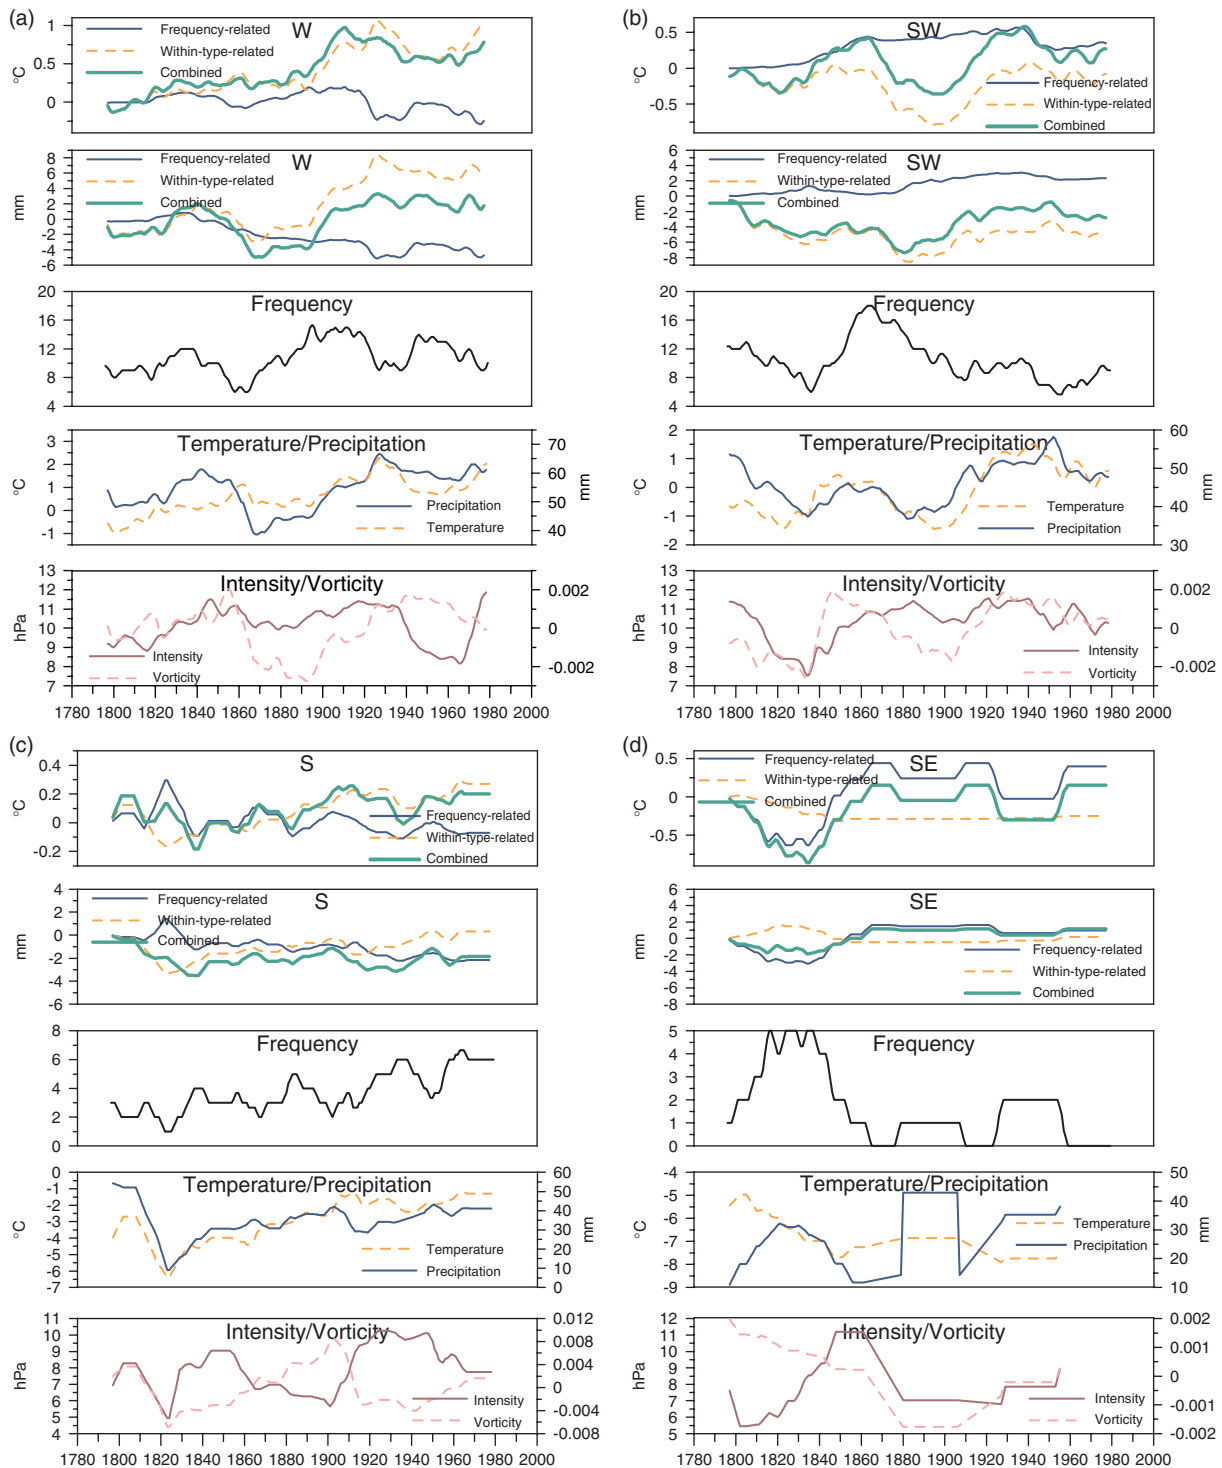 (a)
W
°C
1
0.5
0
Frequency-related
Within-type-related
Combined
W
mm
8
6
4
2
0
-2
-4
-6
Frequency-related
Within-type-related
Combined
Frequency
20
16
12
8
4
Temperature/Precipitation
°C
3
2
1
0
-1
70
60
50
40
mm
Precipitation
Temperature
Intensity/Vorticity
hPa
13
12
11
10
9
8
7
0.002
0
-0.002
Intensity
Vorticity
1780 1800 1820 1840 1860 1880 1900 1920 1940 1960 1980 2000
(b)
SW
°C
0.5
0
-0.5
Frequency-related
Within-type-related
Combined
SW
mm
6
4
2
0
-2
-4
-6
-8
Frequency-related
Within-type-related
Combined
Frequency
20
16
12
8
4
Temperature/Precipitation
°C
2
1
0
-1
-2
60
50
40
30
mm
Temperature
Precipitation
Intensity/Vorticity
hPa
13
12
11
10
9
8
7
0.002
0
-0.002
Intensity
Vorticity
1780 1800 1820 1840 1860 1880 1900 1920 1940 1960 1980 2000
(c)
S
°C
0.4
0.2
0
-0.2
Frequency-related
Within-type-related
Combined
S
mm
4
2
0
-2
-4
-6
Frequency-related
Within-type-related
Combined
Frequency
8
6
4
2
0
Temperature/Precipitation
°C
0
-1
-2
-3
-4
-5
-6
-7
60
50
40
30
20
10
0
mm
Temperature
Precipitation
Intensity/Vorticity
hPa
11
10
9
8
7
6
5
4
0.012
0.008
0.004
0
-0.004
-0.008
Intensity
Vorticity
1780 1800 1820 1840 1860 1880 1900 1920 1940 1960 1980 2000
(d)
SE
°C
0.5
0
-0.5
Frequency-related
Within-type-related
Combined
SE
mm
6
4
2
0
-2
-4
-6
-8
Frequency-related
Within-type-related
Combined
Frequency
5
4
3
2
1
0
Temperature/Precipitation
°C
-4
-5
-6
-7
-8
-9
50
40
30
20
10
mm
Temperature
Precipitation
Intensity/Vorticity
hPa
12
11
10
9
8
7
6
5
0.002
0.001
0
-0.001
-0.002
Intensity
Vorticity
1780 1800 1820 1840 1860 1880 1900 1920 1940 1960 1980 2000